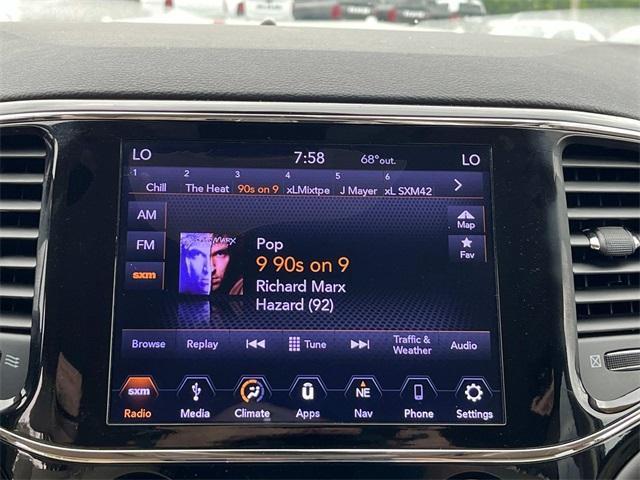 LO 7:58 68°out. LO
1 2 3 4 5 6
Chill The Heat 90s on 9 xLMixtpe J Mayer xL SXM42
AM
Map
FM
Fav
sxm
Pop
9 90s on 9
Richard Marx
Hazard (92)
Browse Replay Tune Traffic & Weather Audio
sxm NE
Radio Media Climate Apps Nav Phone Settings